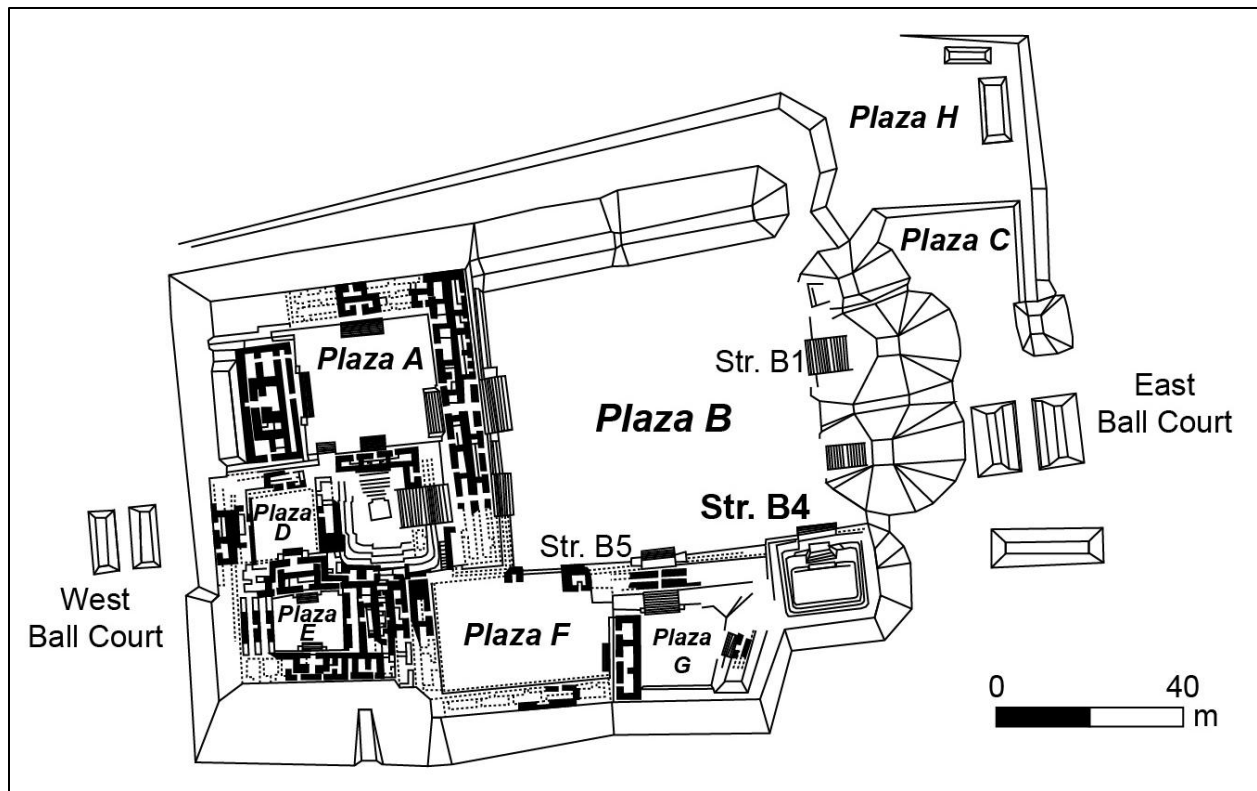 Plaza H
Plaza C
Plaza A
Str. B1
Plaza B
East
Ball Court
Str. B4
Plaza
D
Str. B5
West
Ball Court
Plaza
E
Plaza F
Plaza
G
0 40
m